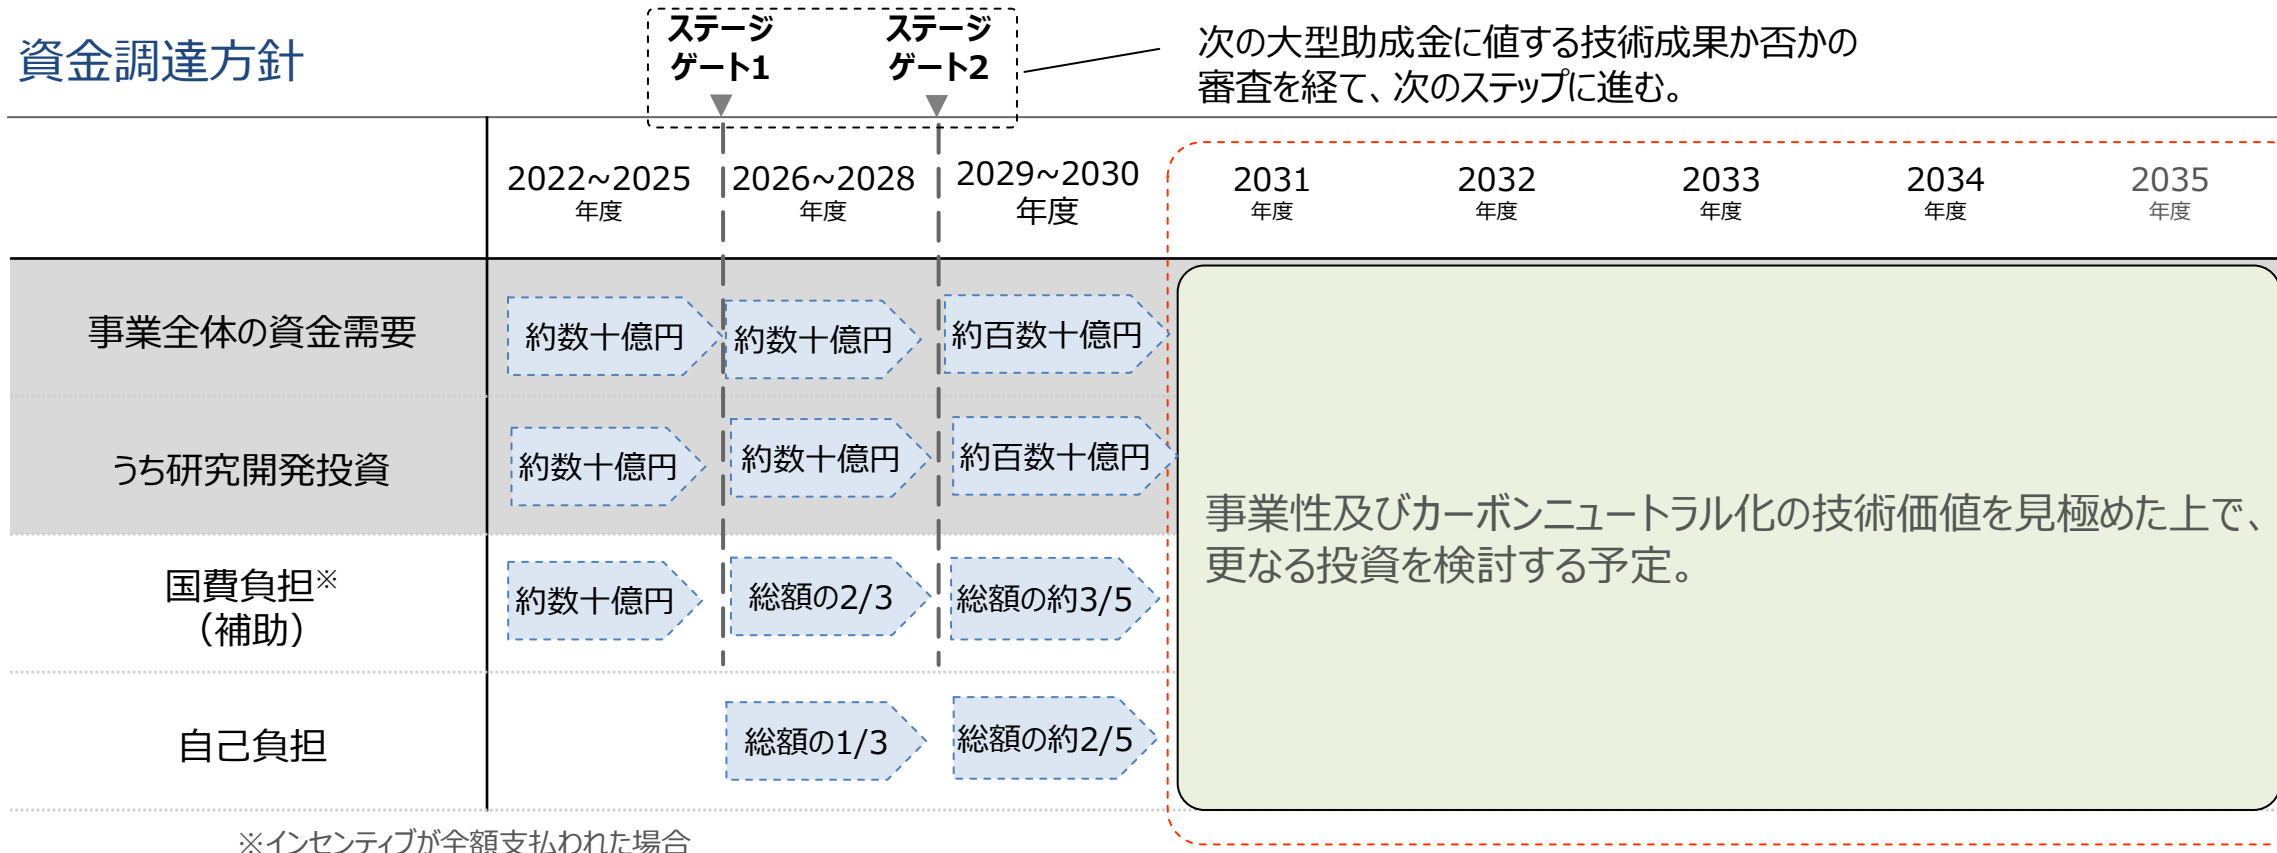 資金調達方針
ステージ
ゲート1
ステージ
ゲート2
次の大型助成金に値する技術成果か否かの
審査を経て、次のステップに進む。
2022~2025
年度
2026~2028
年度
2029~2030
年度
2031
年度
2032
年度
2033
年度
2034
年度
2035
年度
事業全体の資金需要
約数十億円
約数十億円
約百数十億円
うち研究開発投資
約数十億円
約数十億円
約百数十億円
国費負担※
（補助）
約数十億円
総額の2/3
総額の約3/5
自己負担
総額の1/3
総額の約2/5
事業性及びカーボンニュートラル化の技術価値を見極めた上で、
更なる投資を検討する予定。
※インセンティブが全額支払われた場合